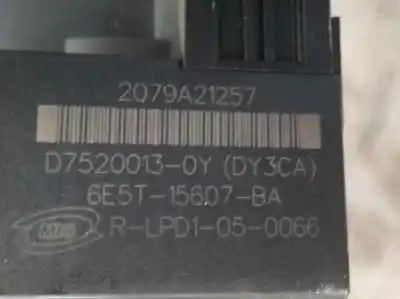 2079A21257
D7520013-0Y (DY3CA)
6E5T-15607-BA
R-LPD1-05-0066